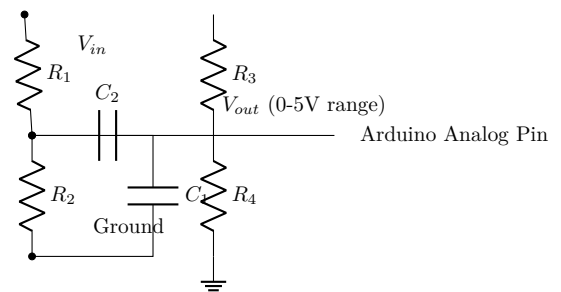 V_in
R_1
R_3
C_2
V_out (0-5V range)
Arduino Analog Pin
R_2
C_1
R_4
Ground